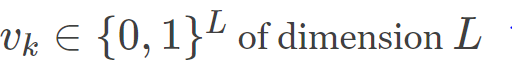 v_k ∈ {0, 1}^L of dimension L